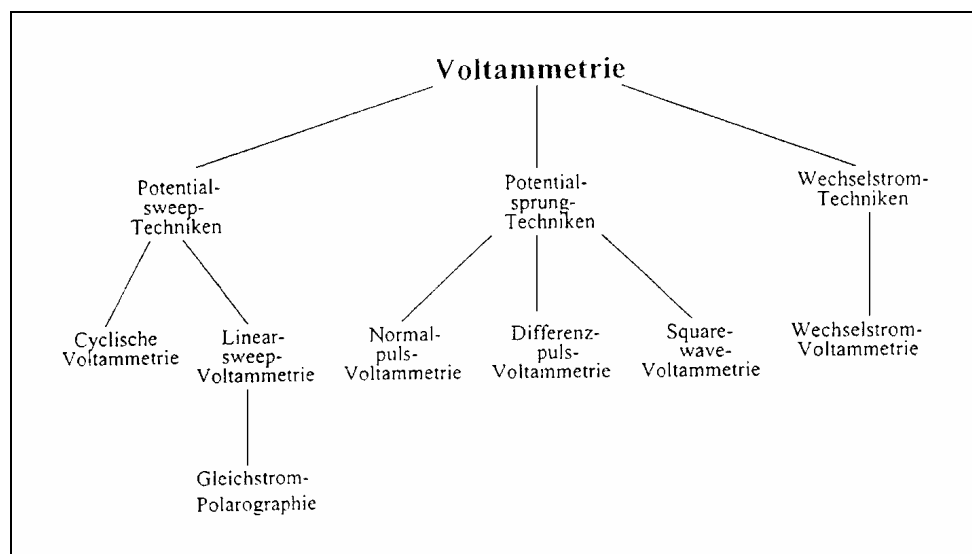 Voltammetrie
Potential-
sweep-
Techniken
Potential-
sprung-
Techniken
Wechselstrom-
Techniken
Cyclische
Voltammetrie
Linear-
sweep-
Voltammetrie
Normal-
puls-
Voltammetrie
Differenz-
puls-
Voltammetrie
Square-
wave-
Voltammetrie
Wechselstrom-
Voltammetrie
Gleichstrom-
Polarographie